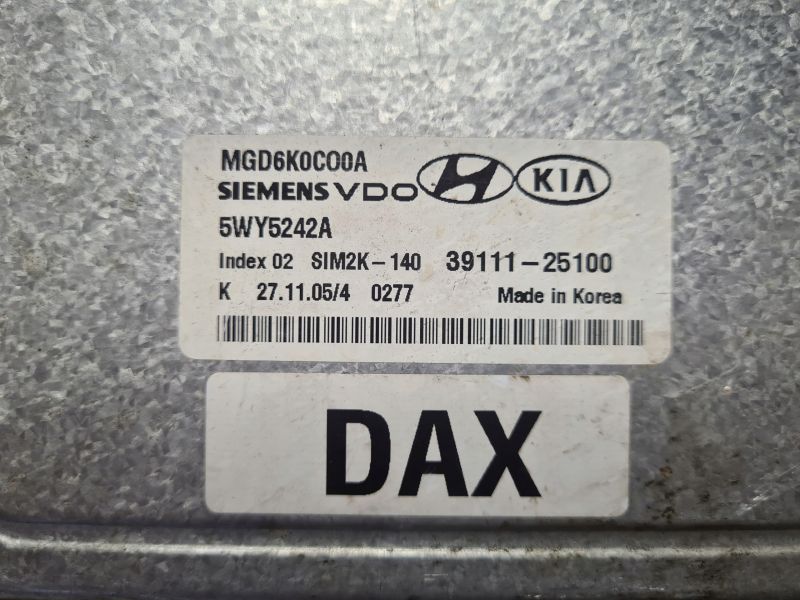 MGD6K0C00A
SIEMENS VDO KIA
5WY5242A
Index 02 SIM2K-140 39111-25100
K 27.11.05/4 0277 Made in Korea
DAX